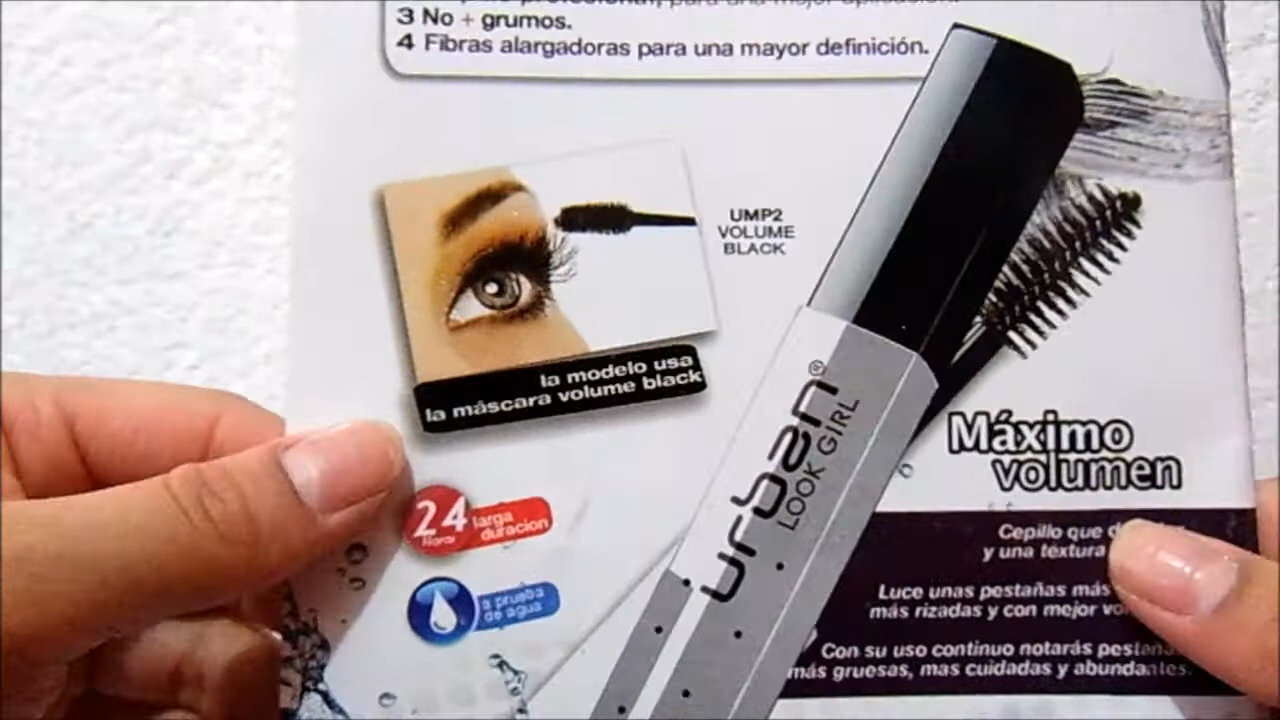 3 No + grumos.
4 Fibras alargadoras para una mayor definición.
UMP2
VOLUME
BLACK
la modelo usa
la máscara volume black
urban®
LOOK GIRL
Máximo
volumen
24
Horas
larga
duracion
a prueba
de agua
Cepillo que
y una textura
Luce unas pestañas más
más rizadas y con mejor
Con su uso continuo notarás
más gruesas, mas cuidadas y abundantes.